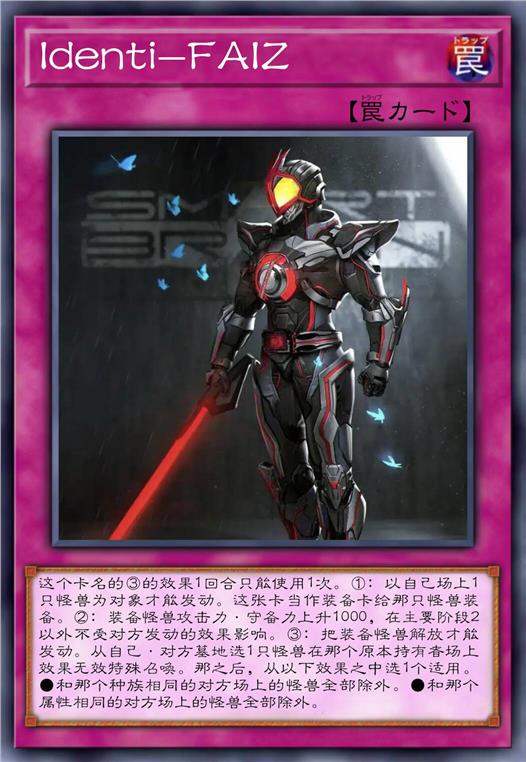 Identi-FAIZ
トラップ
罠
トラップ
【罠カード】
SMART
BRAIN
这个卡名的③的效果1回合只能使用1次。①：以自己场上1
只怪兽为对象才能发动。这张卡当作装备卡给那只怪兽装
备。②：装备怪兽攻击力·守备力上升1000，在主要阶段2
以外不受对方发动的效果影响。③：把装备怪兽解放才能
发动。从自己·对方墓地选1只怪兽在那个原本持有者场上
效果无效特殊召唤。那之后，从以下效果之中选1个适用。
●和那个种族相同的对方场上的怪兽全部除外。●和那个
属性相同的对方场上的怪兽全部除外。